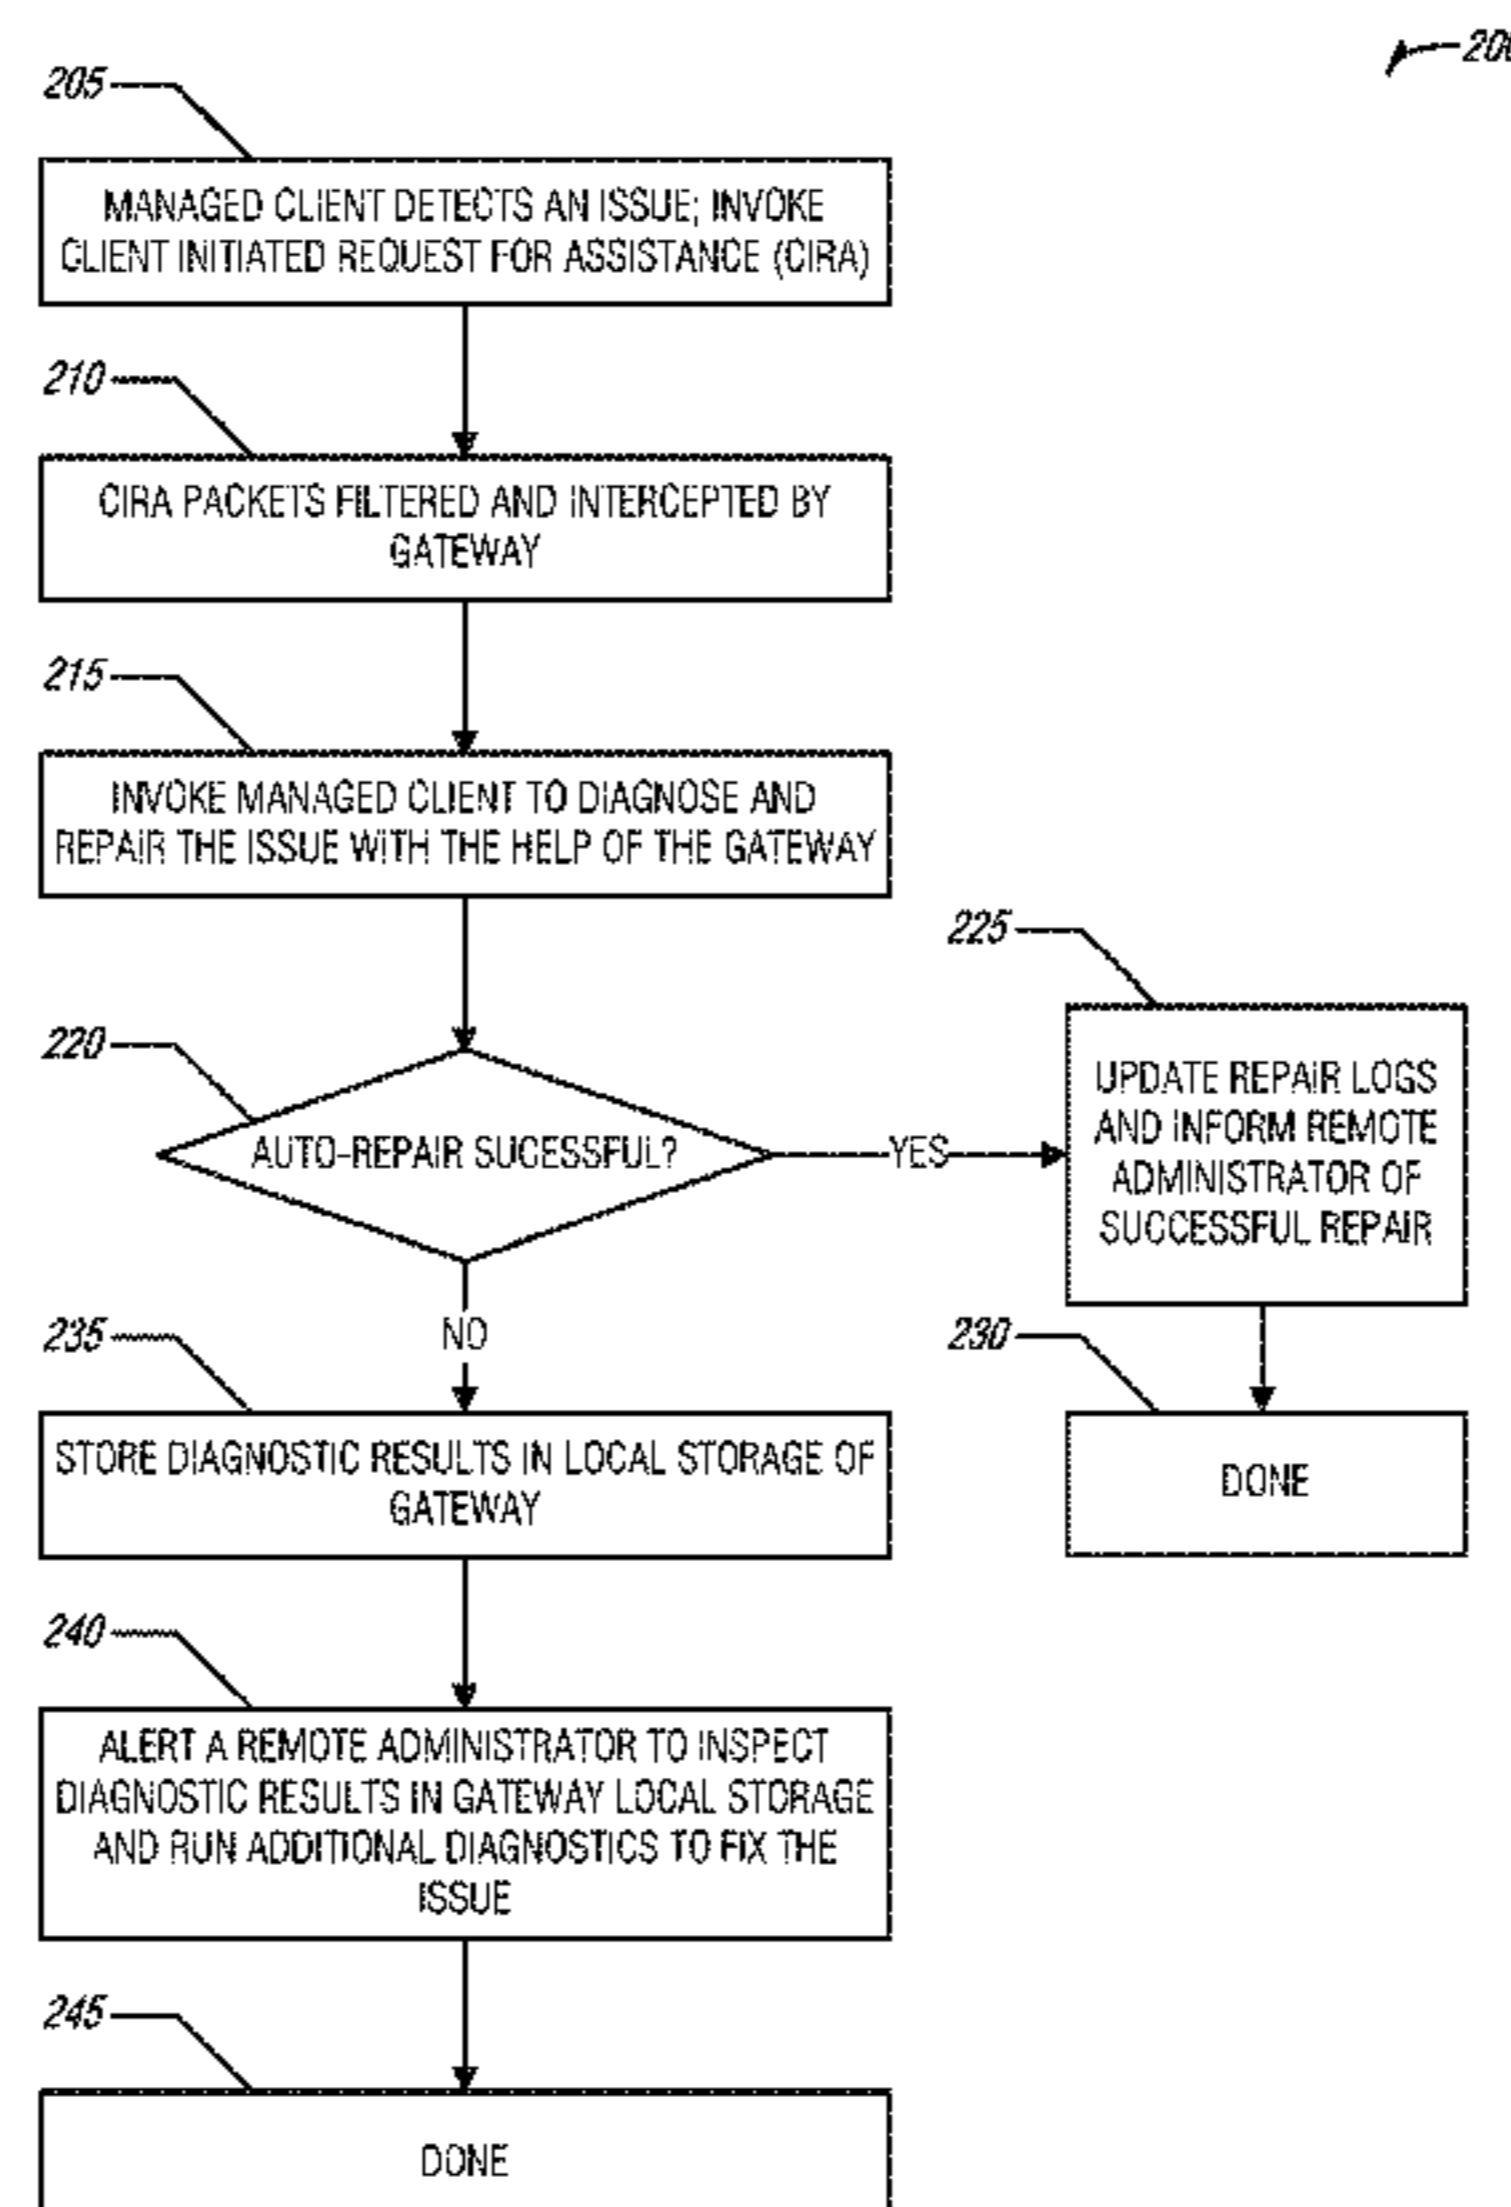 200
205
MANAGED CLIENT DETECTS AN ISSUE; INVOKE
CLIENT INITIATED REQUEST FOR ASSISTANCE (CIRA)
210
CIRA PACKETS FILTERED AND INTERCEPTED BY
GATEWAY
215
INVOKE MANAGED CLIENT TO DIAGNOSE AND
REPAIR THE ISSUE WITH THE HELP OF THE GATEWAY
220
AUTO-REPAIR SUCESSFUL?
YES
225
UPDATE REPAIR LOGS
AND INFORM REMOTE
ADMINISTRATOR OF
SUCCESSFUL REPAIR
230
DONE
NO
235
STORE DIAGNOSTIC RESULTS IN LOCAL STORAGE OF
GATEWAY
240
ALERT A REMOTE ADMINISTRATOR TO INSPECT
DIAGNOSTIC RESULTS IN GATEWAY LOCAL STORAGE
AND RUN ADDITIONAL DIAGNOSTICS TO FIX THE
ISSUE
245
DONE